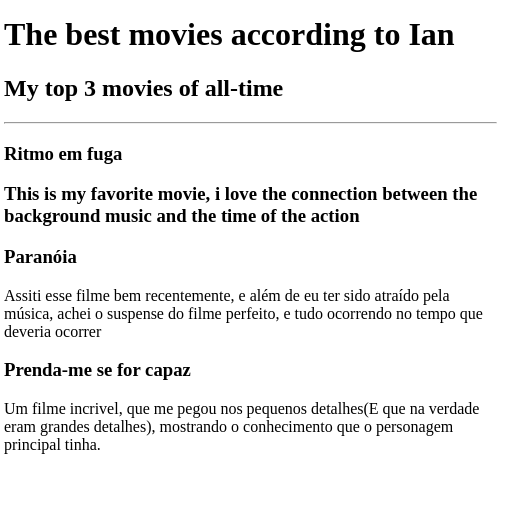 The best movies according to Ian
My top 3 movies of all-time
Ritmo em fuga
This is my favorite movie, i love the connection between the
background music and the time of the action
Paranóia
Assiti esse filme bem recentemente, e além de eu ter sido atraído pela
música, achei o suspense do filme perfeito, e tudo ocorrendo no tempo que
deveria ocorrer
Prenda-me se for capaz
Um filme incrivel, que me pegou nos pequenos detalhes(E que na verdade
eram grandes detalhes), mostrando o conhecimento que o personagem
principal tinha.